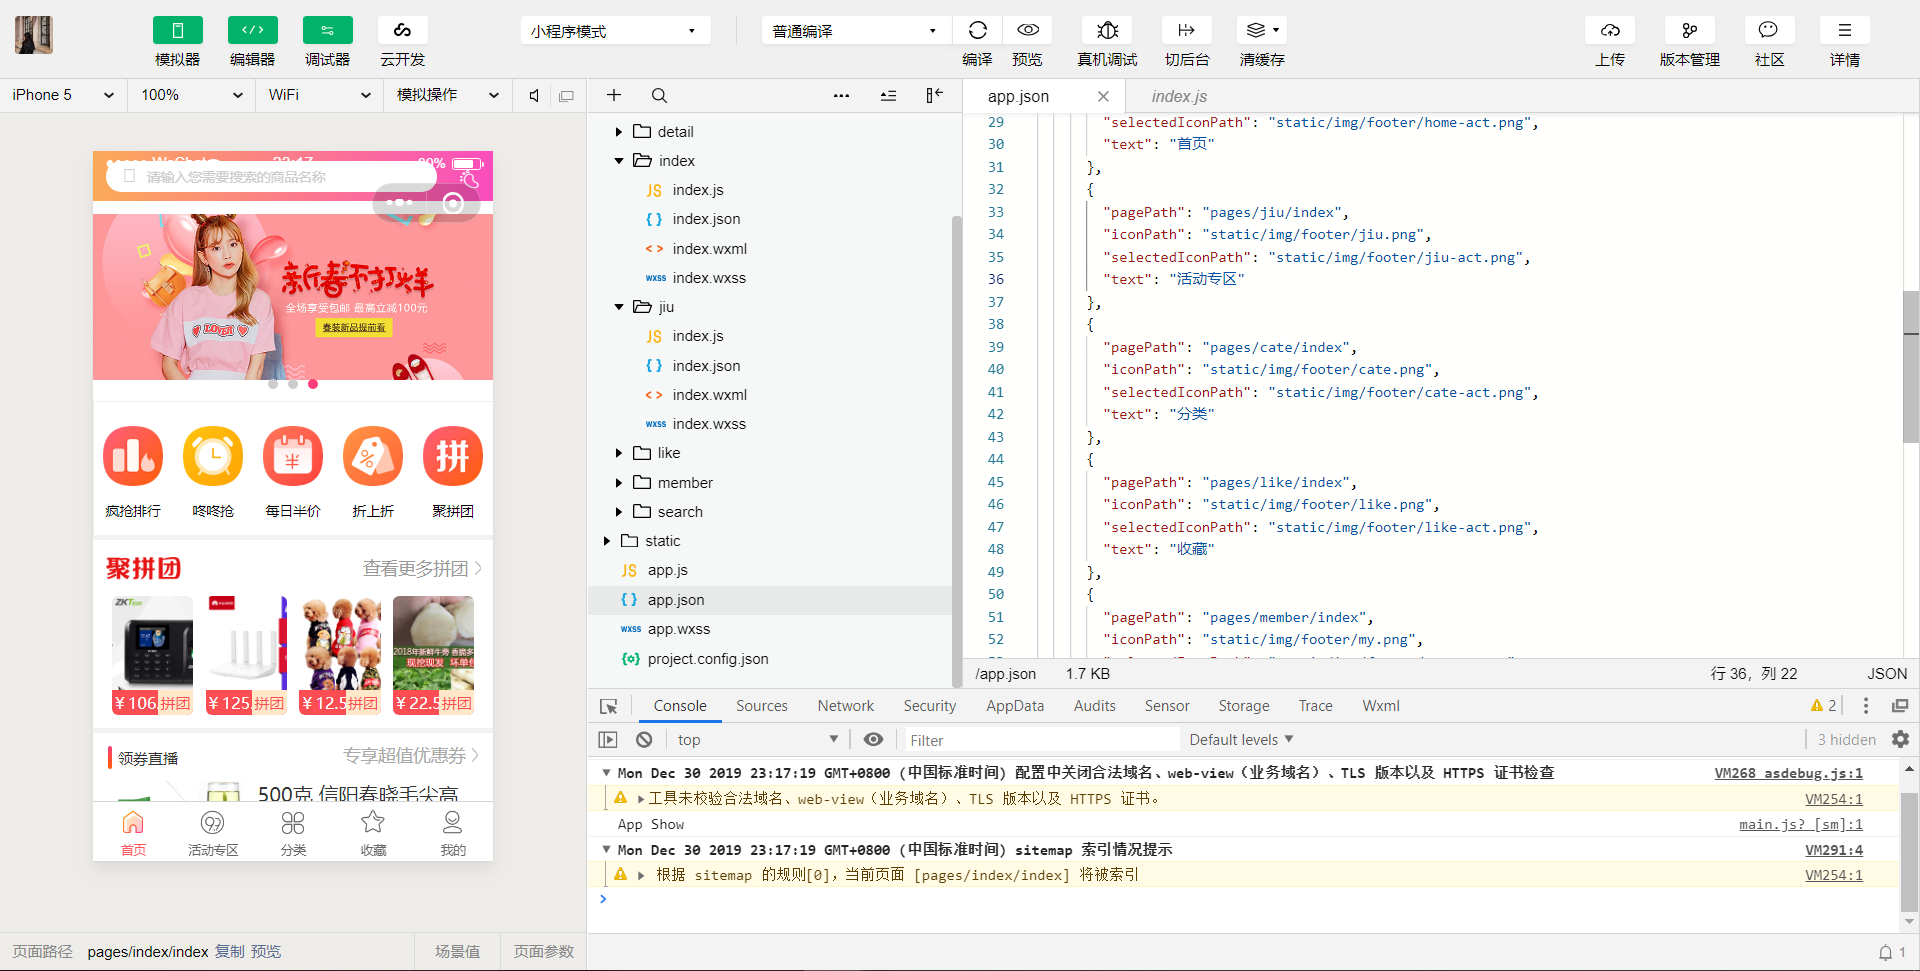 模拟器 编辑器 调试器 云开发
小程序模式
普通编译
编译 预览 真机调试 切后台 清缓存
上传 版本管理 社区 详情
iPhone 5 100% WiFi 模拟操作
请输入您需要搜索的商品名称
新春不打烊
全场享受包邮 最高立减100元
春装新品提前看
LOVER
半
拼
疯抢排行 咚咚抢 每日半价 折上折 聚拼团
聚拼团 查看更多拼团
¥106. 拼团 ¥125. 拼团 ¥12.5 拼团 ¥22.5 拼团
领券直播 专享超值优惠券
500克 信阳春晓毛尖高
首页 活动专区 分类 收藏 我的
页面路径 pages/index/index 复制 预览 场景值 页面参数
detail
index
JS index.js
{ } index.json
< > index.wxml
wxss index.wxss
jiu
JS index.js
{ } index.json
< > index.wxml
wxss index.wxss
like
member
search
static
JS app.js
{ } app.json
wxss app.wxss
project.config.json
app.json index.js
29 "selectedIconPath": "static/img/footer/home-act.png",
30 "text": "首页"
31 },
32 {
33 "pagePath": "pages/jiu/index",
34 "iconPath": "static/img/footer/jiu.png",
35 "selectedIconPath": "static/img/footer/jiu-act.png",
36 "text": "活动专区"
37 },
38 {
39 "pagePath": "pages/cate/index",
40 "iconPath": "static/img/footer/cate.png",
41 "selectedIconPath": "static/img/footer/cate-act.png",
42 "text": "分类"
43 },
44 {
45 "pagePath": "pages/like/index",
46 "iconPath": "static/img/footer/like.png",
47 "selectedIconPath": "static/img/footer/like-act.png",
48 "text": "收藏"
49 },
50 {
51 "pagePath": "pages/member/index",
52 "iconPath": "static/img/footer/my.png",
/app.json 1.7 KB 行 36，列 22 JSON
Console Sources Network Security AppData Audits Sensor Storage Trace Wxml 2
top Filter Default levels 3 hidden
Mon Dec 30 2019 23:17:19 GMT+0800 (中国标准时间) 配置中关闭合法域名、web-view（业务域名）、TLS 版本以及 HTTPS 证书检查 VM268 asdebug.js:1
工具未校验合法域名、web-view（业务域名）、TLS 版本以及 HTTPS 证书。 VM254:1
App Show main.js? [sm]:1
Mon Dec 30 2019 23:17:19 GMT+0800 (中国标准时间) sitemap 索引情况提示 VM291:4
根据 sitemap 的规则[0]，当前页面 [pages/index/index] 将被索引 VM254:1
1